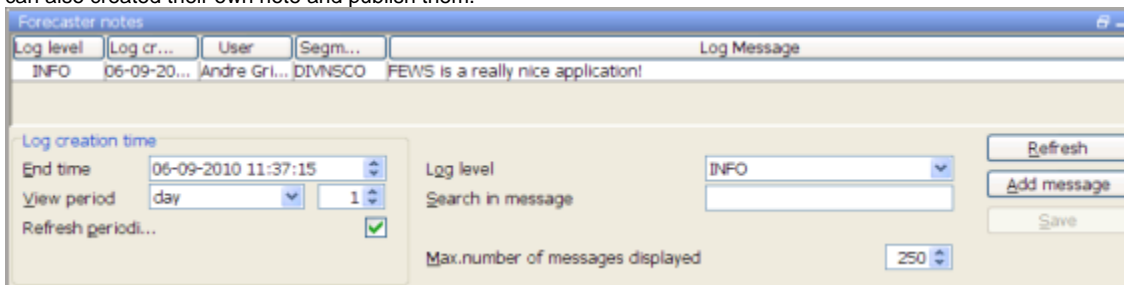 can also created their own note and publish them.
Forecaster notes
Log level Log cr... User Segm... Log Message
INFO 06-09-20... Andre Gri... DIVNSCO FEWS is a really nice application!
Log creation time
End time 06-09-2010 11:37:15
View period day 1
Refresh periodi...
Log level INFO
Search in message
Max.number of messages displayed 250
Refresh
Add message
Save